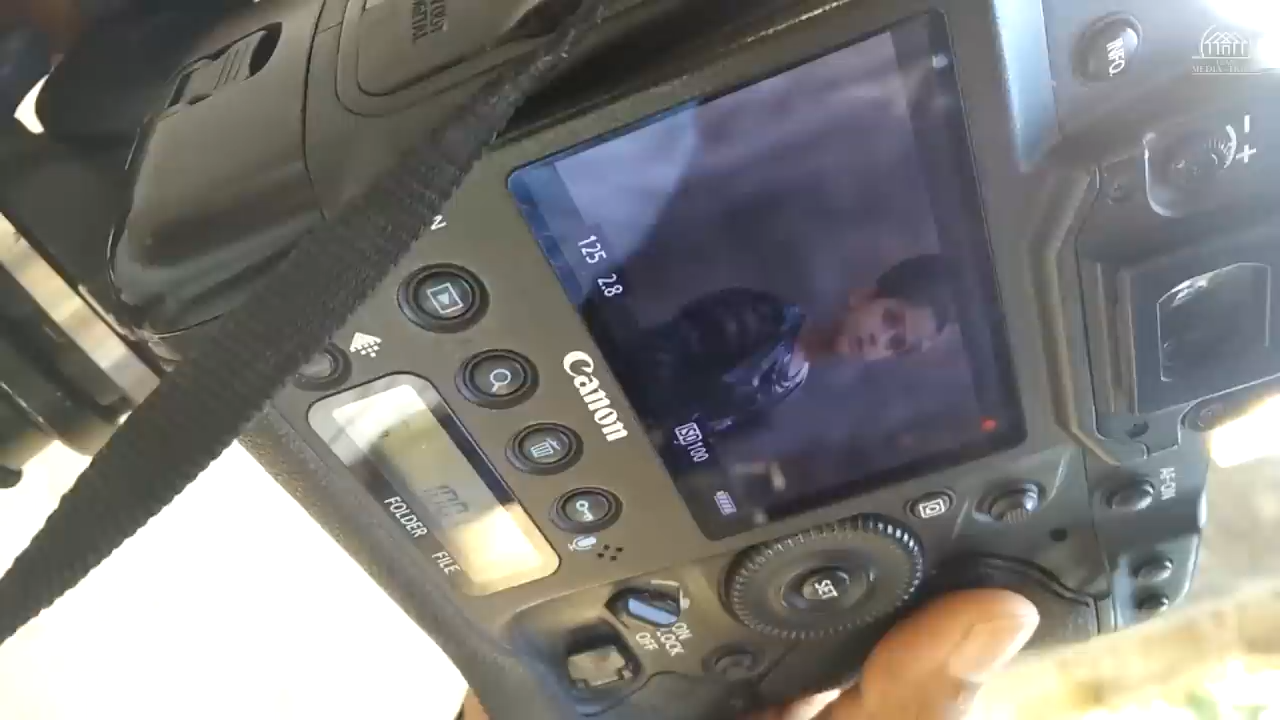 INFO
- +
125 2.8
Canon
ISO 100
FOLDER FILE
SET
AF-ON
ON
LOCK
OFF